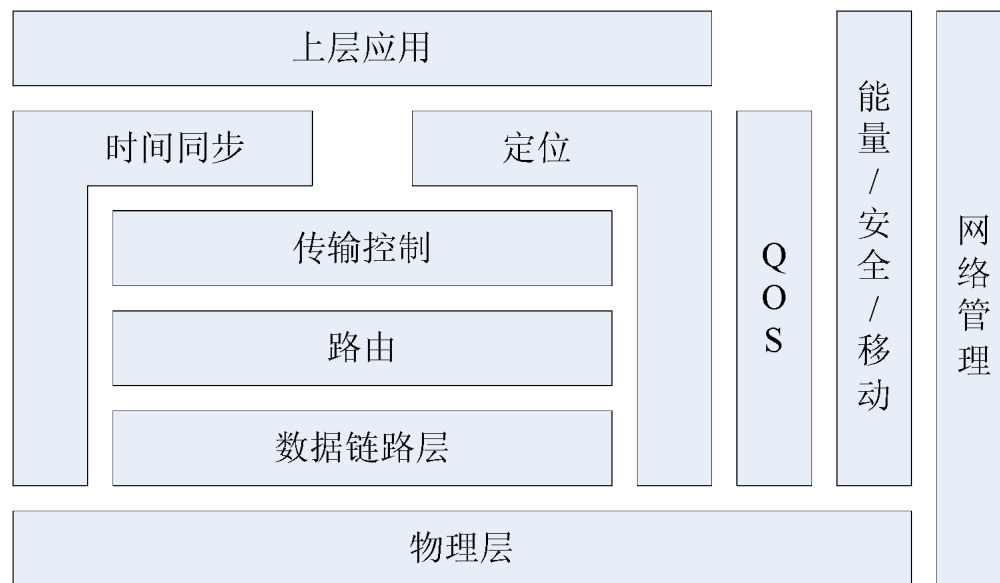 上层应用
时间同步
定位
传输控制
路由
数据链路层
物理层
QOS
能量/安全/移动
网络管理